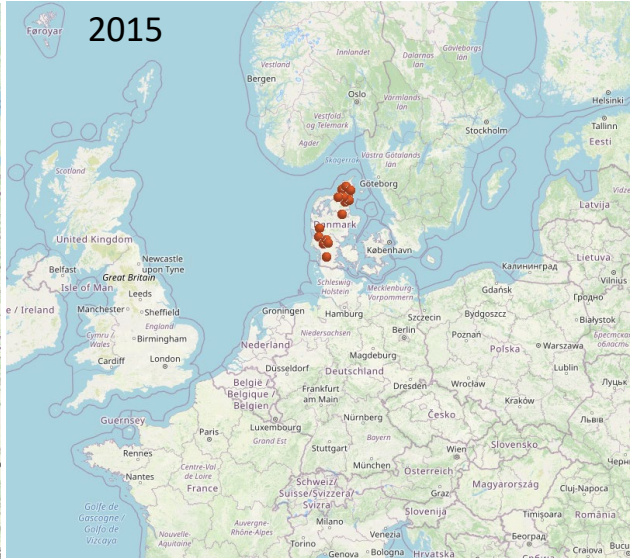 Føroyar
2015
Innlandet
Gävleborgs
län
Dalarnas
län
Vestland
Bergen
Oslo
Värmlands
län
Helsinki
Tallinn
Stockholm
Eesti
Vestfold
og Telemark
Agder
Skagerrak
Västra Götalands
län
Scotland
Göteborg
Latvija
Danmark
United Kingdom
København
Lietuva
Newcastle
upon Tyne
Belfast
Great Britain
Isle of Man
Калининград
Vilnius
Schleswig
Holstein
Mecklenburg-
Vorpommern
Gdańsk
Гродно
Leeds
e / Ireland
Manchester
Sheffield
Groningen
Hamburg
Szczecin
Bydgoszcz
Białystok
England
Birmingham
Cymru /
Wales
Niedersachsen
Berlin
Poznań
Брестская
область
Nederland
Polska
Warszawa
Cardiff
London
Magdeburg
Düsseldorf
Deutschland
Lublin
België /
Belgique /
Belgien
Frankfurt
am Main
Dresden
Wrocław
Луцьк
Kraków
Guernsey
Luxembourg
Nürnberg
Česko
Львів
Paris
Grand Est
Rennes
Stuttgart
Bayern
Wien
Slovensko
Nantes
Centre-Val
de Loire
München
France
Schweiz/
Suisse/Svizzera/
Svizra
Österreich
Magyarország
Cluj-Napoca
Graz
Golfe de
Gascogne /
Golfo de
Vizcaya
Slovenija
Timișoara
România
Auvergne-
Rhône-Alpes
Milano
Nouvelle-
Aquitaine
Venezia
Београд
Torino
Genova
Bologna
Hrvatska
Craiova